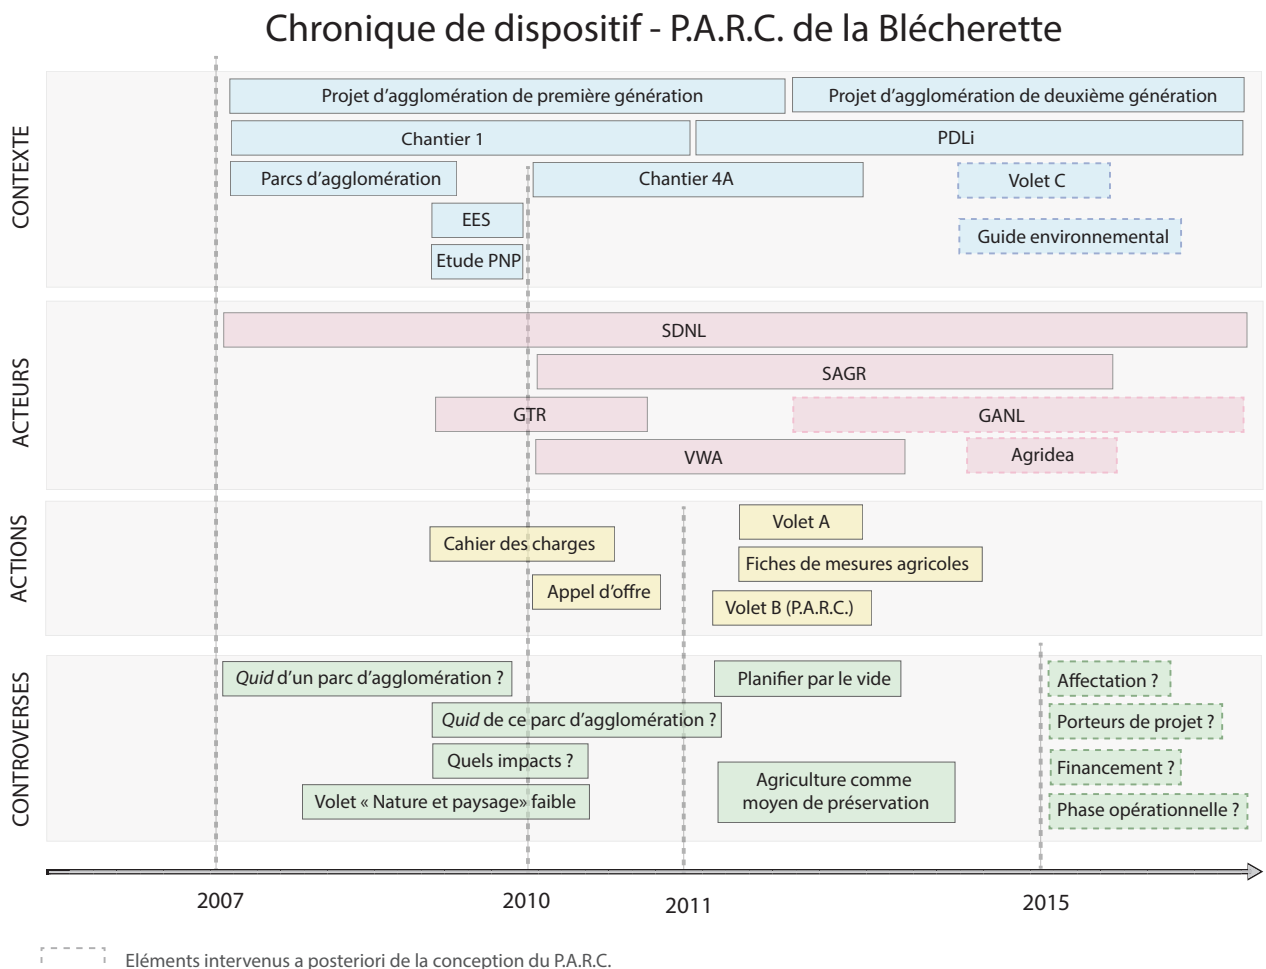 Chronique de dispositif - P.A.R.C. de la Blécherette
CONTEXTE
Projet d’agglomération de première génération
Projet d’agglomération de deuxième génération
Chantier 1
PDLi
Parcs d’agglomération
Chantier 4A
Volet C
EES
Guide environnemental
Etude PNP
ACTEURS
SDNL
SAGR
GTR
GANL
VWA
Agridea
ACTIONS
Volet A
Cahier des charges
Fiches de mesures agricoles
Appel d’offre
Volet B (P.A.R.C.)
CONTROVERSES
Quid d’un parc d’agglomération ?
Planifier par le vide
Affectation ?
Quid de ce parc d’agglomération ?
Porteurs de projet ?
Quels impacts ?
Financement ?
Agriculture comme
moyen de préservation
Volet « Nature et paysage» faible
Phase opérationnelle ?
2007
2010
2011
2015
Eléments intervenus a posteriori de la conception du P.A.R.C.